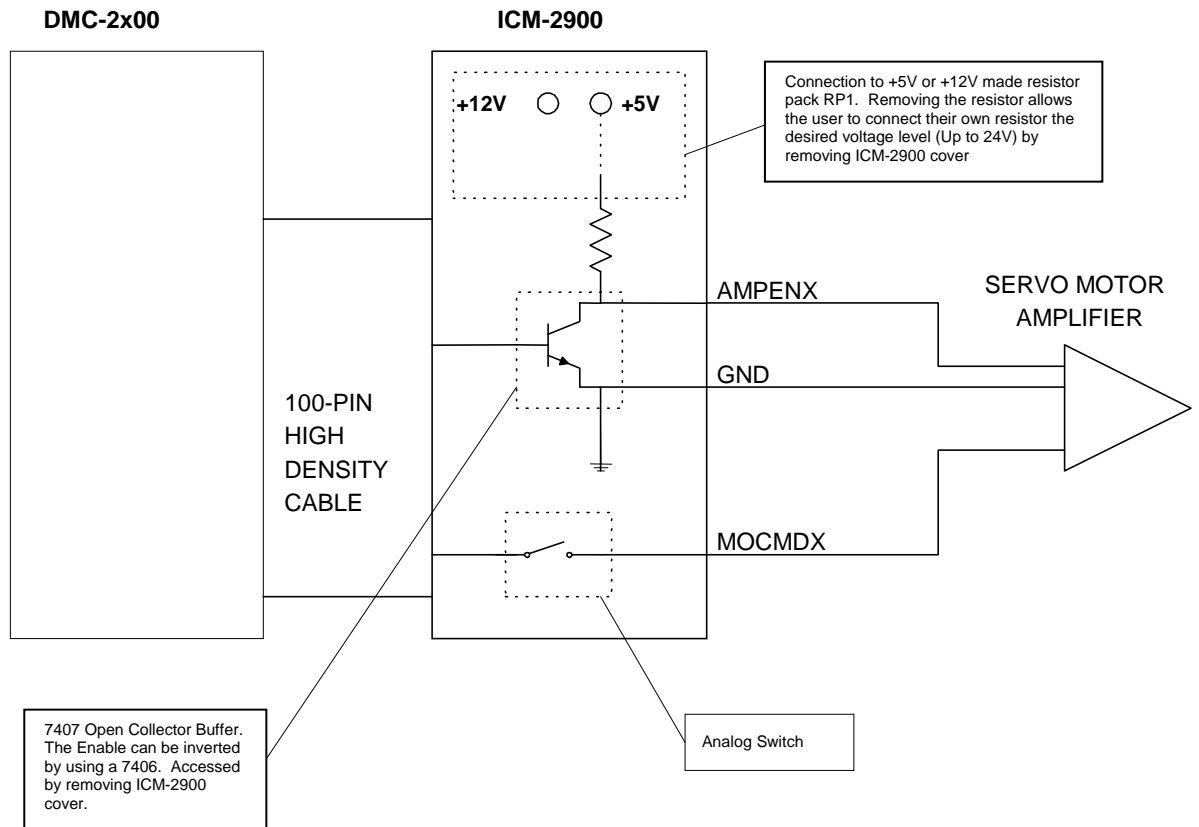 DMC-2x00
ICM-2900
+12V
+5V
Connection to +5V or +12V made resistor
pack RP1. Removing the resistor allows
the user to connect their own resistor the
desired voltage level (Up to 24V) by
removing ICM-2900 cover
AMPENX
SERVO MOTOR
AMPLIFIER
GND
100-PIN
HIGH
DENSITY
CABLE
MOCMDX
7407 Open Collector Buffer.
The Enable can be inverted
by using a 7406. Accessed
by removing ICM-2900
cover.
Analog Switch